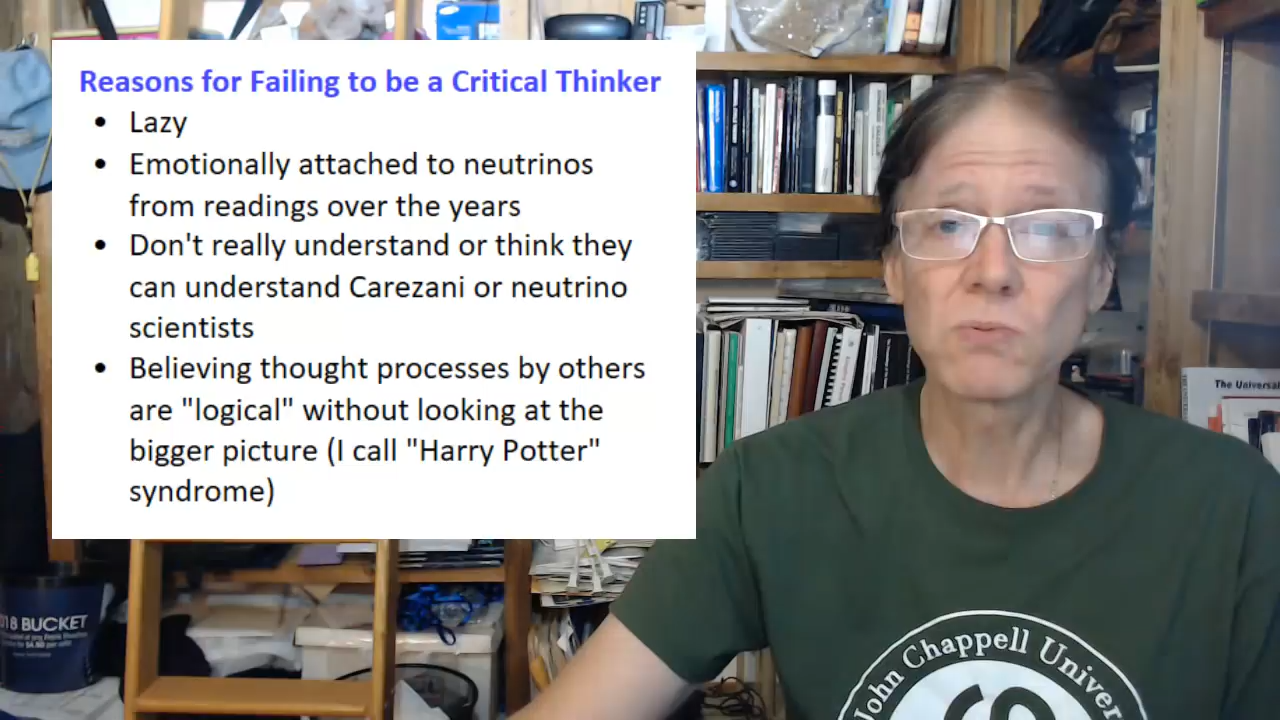 Reasons for Failing to be a Critical Thinker
• Lazy
• Emotionally attached to neutrinos
from readings over the years
• Don't really understand or think they
can understand Carezani or neutrino
scientists
• Believing thought processes by others
are "logical" without looking at the
bigger picture (I call "Harry Potter"
syndrome)
The Universal
018 BUCKET
John Chappell Univer